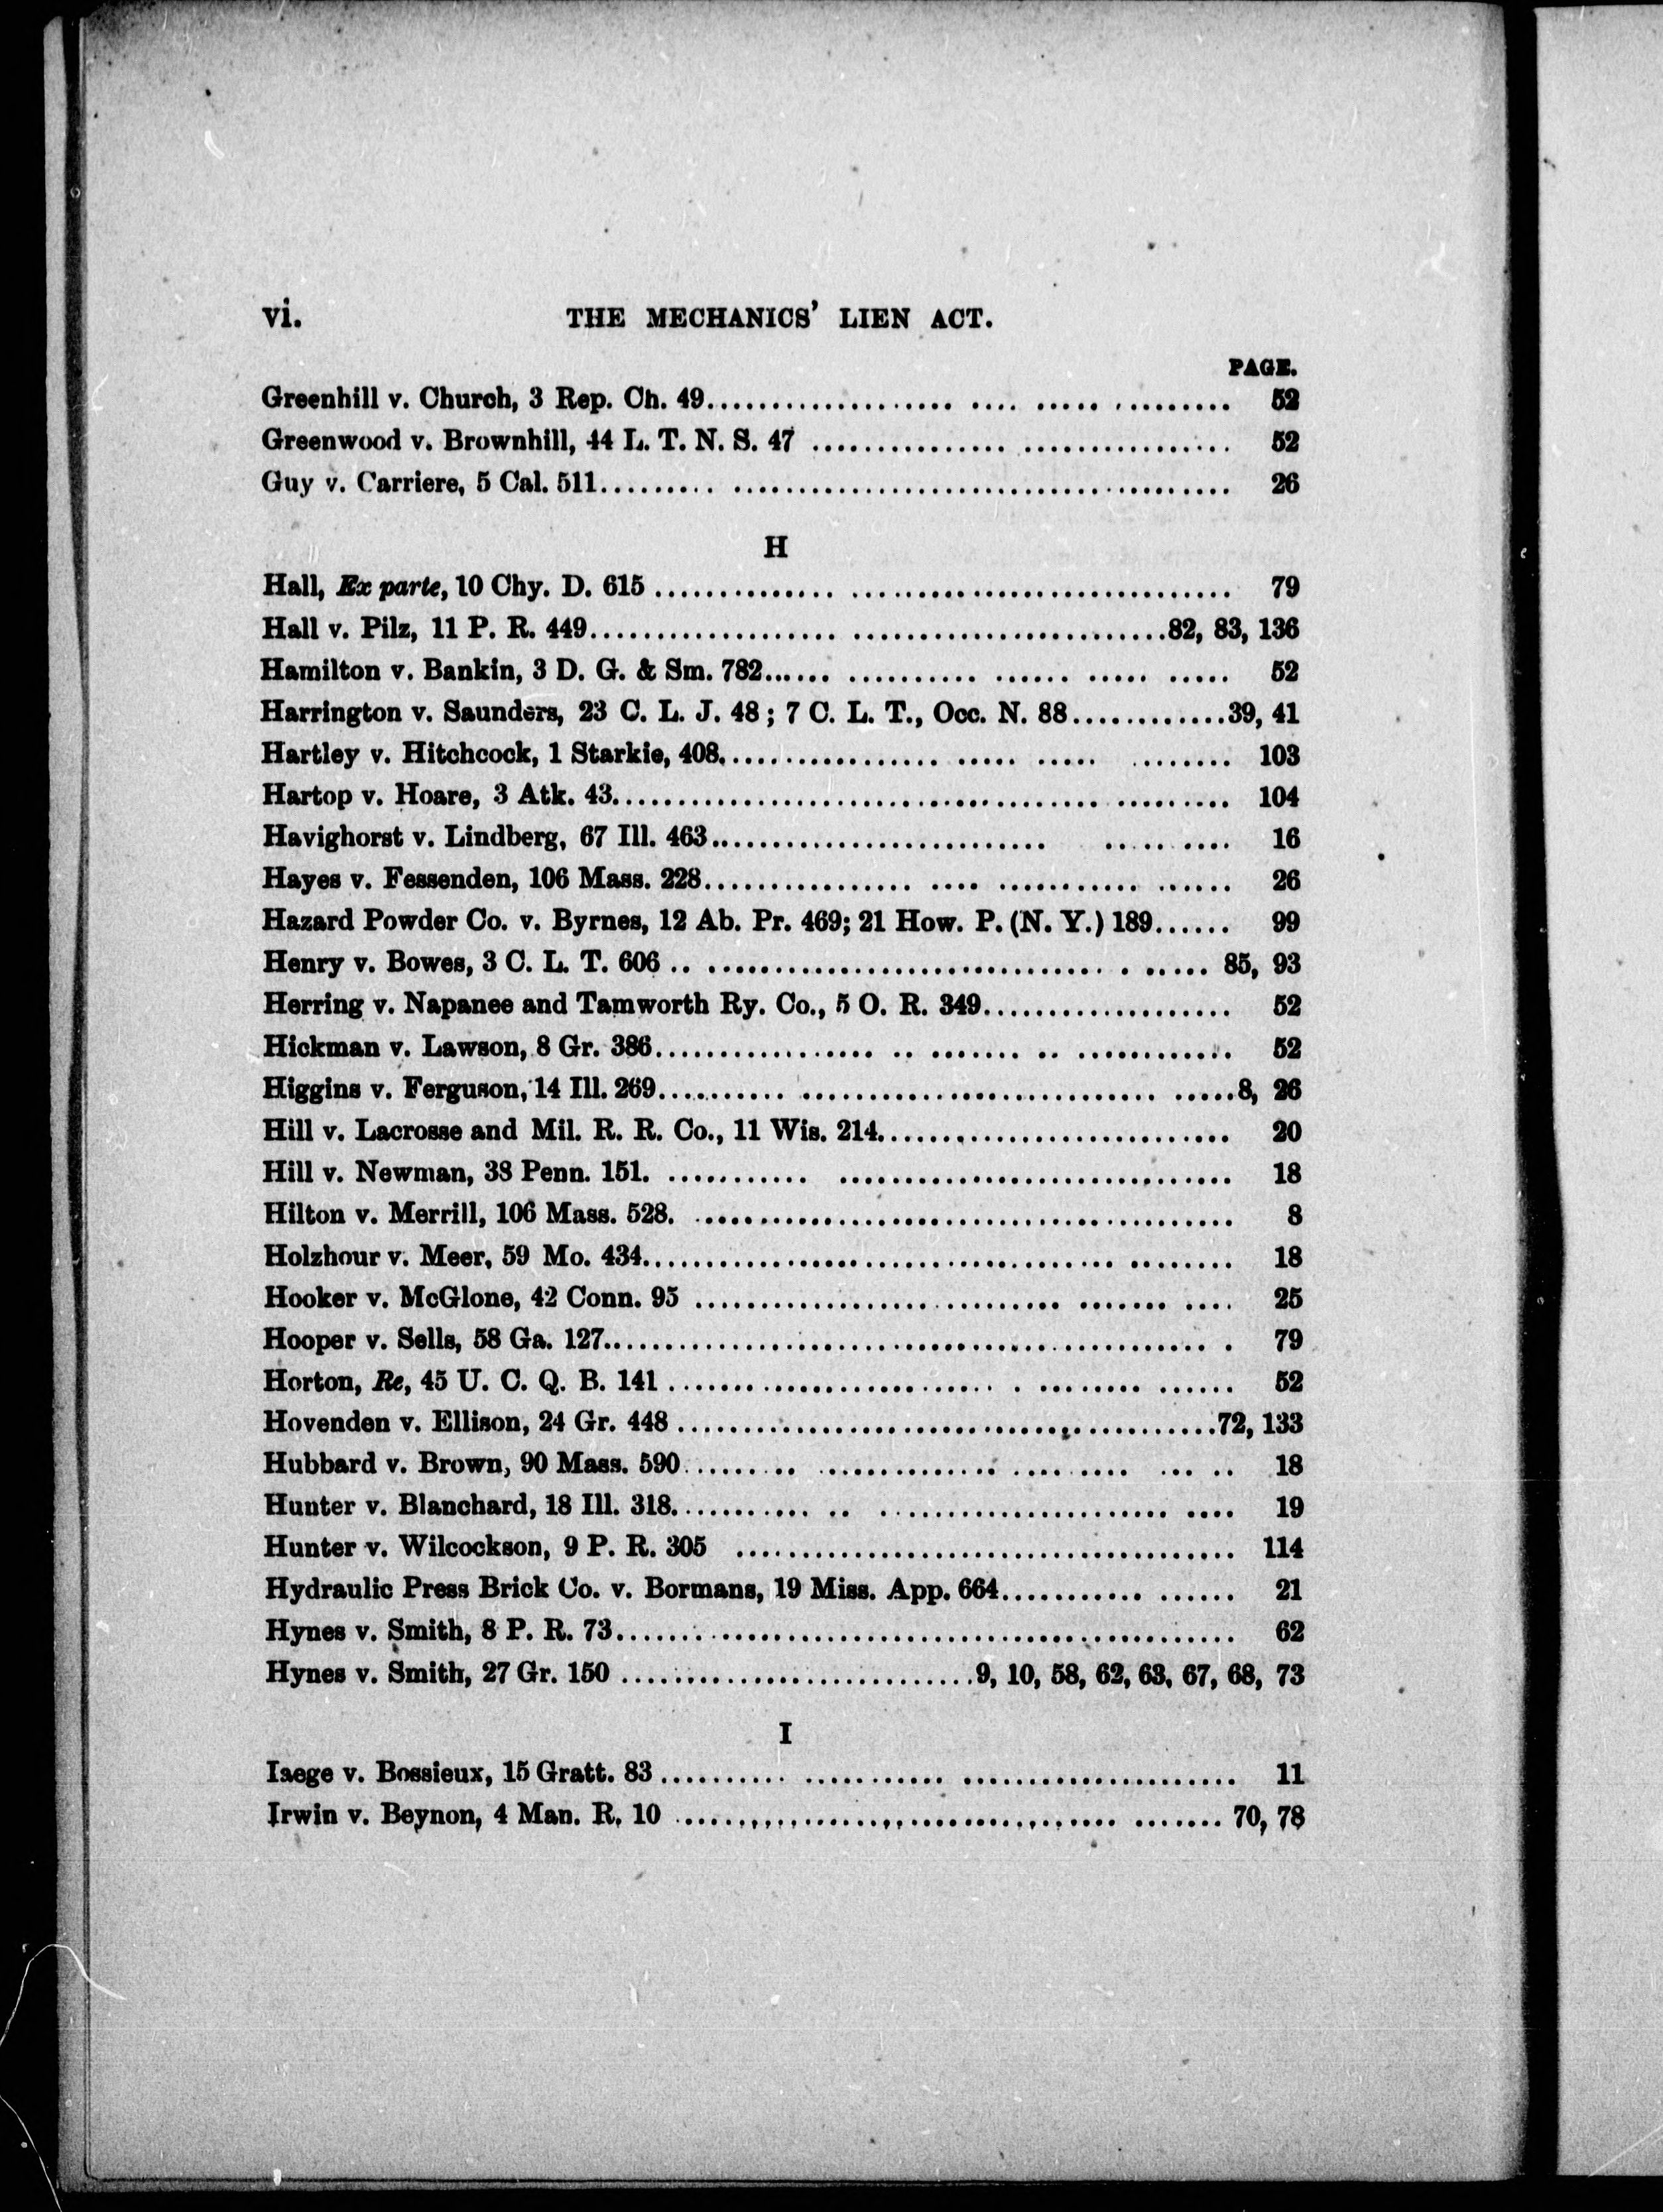 vi. THE MECHANICS' LIEN ACT.
PAGE.
Greenhill v. Church, 3 Rep. Ch. 49 52
Greenwood v. Brownhill, 44 L. T. N. S. 47 52
Guy v. Carriere, 5 Cal. 511 26
H
Hall, Ex parte, 10 Chy. D. 615 79
Hall v. Pilz, 11 P. R. 449 82, 83, 136
Hamilton v. Bankin, 3 D. G. & Sm. 782 52
Harrington v. Saunders, 23 C. L. J. 48; 7 C. L. T., Occ. N. 88 39, 41
Hartley v. Hitchcock, 1 Starkie, 408 103
Hartop v. Hoare, 3 Atk. 43 104
Havighorst v. Lindberg, 67 Ill. 463 16
Hayes v. Fessenden, 106 Mass. 228 26
Hazard Powder Co. v. Byrnes, 12 Ab. Pr. 469; 21 How. P. (N. Y.) 189 99
Henry v. Bowes, 3 C. L. T. 606 85, 93
Herring v. Napanee and Tamworth Ry. Co., 5 O. R. 349 52
Hickman v. Lawson, 8 Gr. 386 52
Higgins v. Ferguson, 14 Ill. 269 8, 26
Hill v. Lacrosse and Mil. R. R. Co., 11 Wis. 214 20
Hill v. Newman, 38 Penn. 151. 18
Hilton v. Merrill, 106 Mass. 528. 8
Holzhour v. Meer, 59 Mo. 434 18
Hooker v. McGlone, 42 Conn. 95 25
Hooper v. Sells, 58 Ga. 127 79
Horton, Re, 45 U. C. Q. B. 141 52
Hovenden v. Ellison, 24 Gr. 448 72, 133
Hubbard v. Brown, 90 Mass. 590 18
Hunter v. Blanchard, 18 Ill. 318 19
Hunter v. Wilcockson, 9 P. R. 305 114
Hydraulic Press Brick Co. v. Bormans, 19 Miss. App. 664 21
Hynes v. Smith, 8 P. R. 73 62
Hynes v. Smith, 27 Gr. 150 9, 10, 58, 62, 63, 67, 68, 73
I
Iaege v. Bossieux, 15 Gratt. 83 11
Irwin v. Beynon, 4 Man. R. 10 70, 78